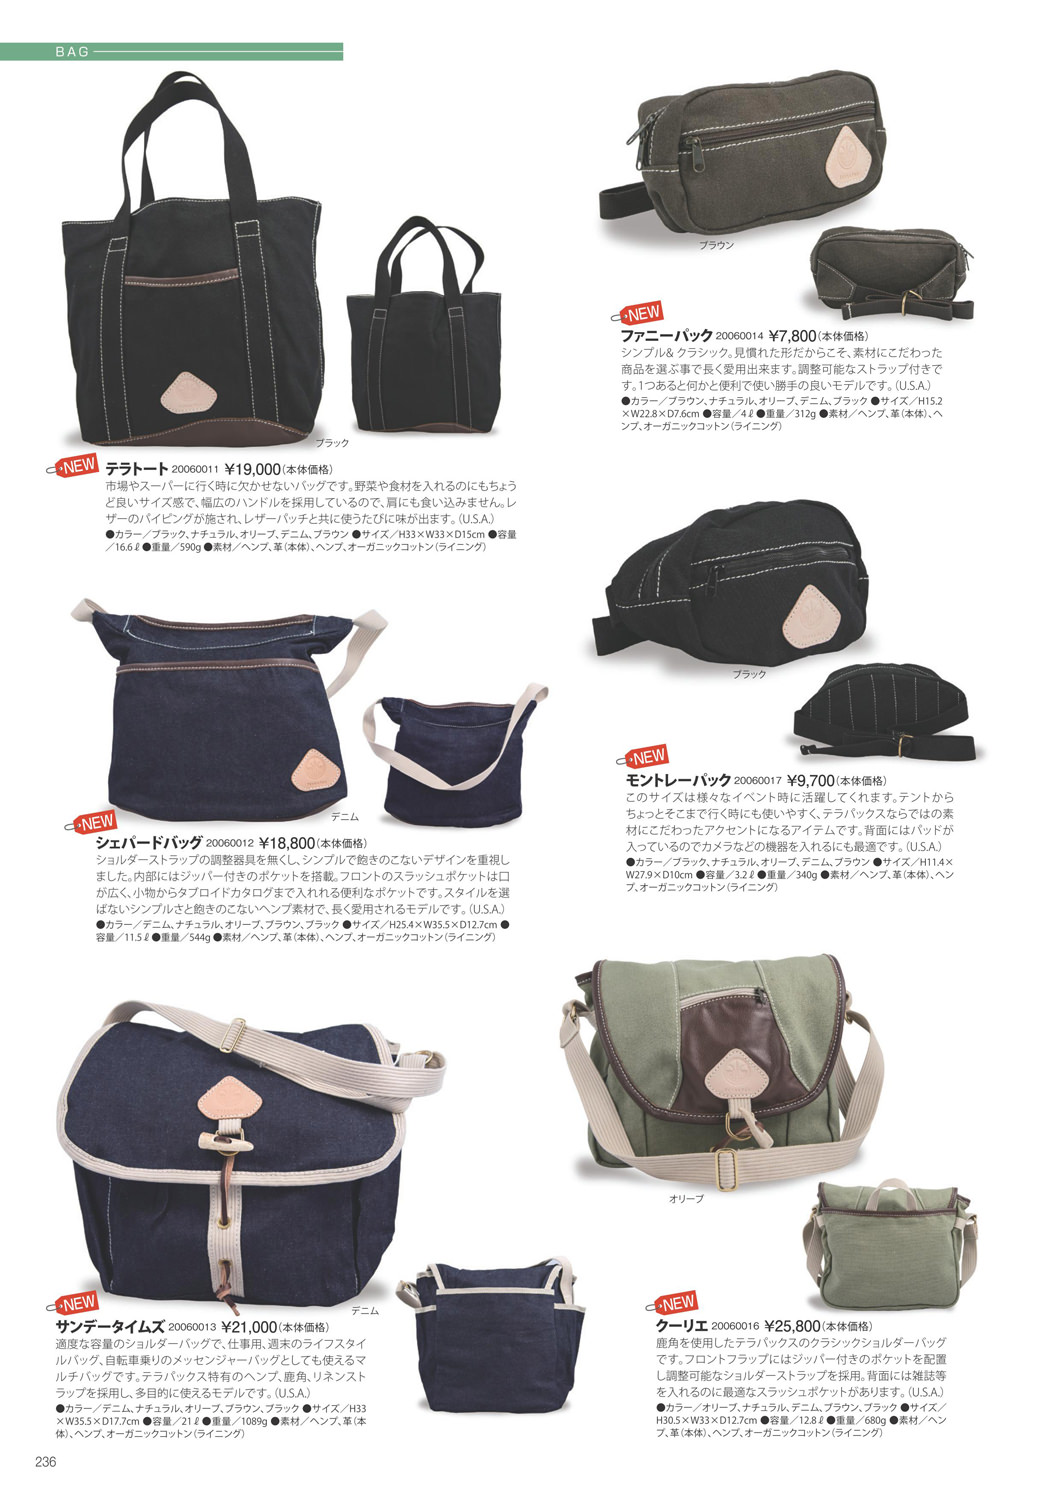 BAG
ブラック
NEW
テラトート 20060011 ¥19,000(本体価格)
市場やスーパーに行く時に欠かせないバッグです。野菜や食材を入れるのにもちょう
ど良いサイズ感で、幅広のハンドルを採用しているので、肩にも食い込みません。レ
ザーのパイピングが施され、レザーパッチと共に使うたびに味が出ます。(U.S.A.)
●カラー／ブラック、ナチュラル、オリーブ、デニム、ブラウン ●サイズ／H33×W33×D15cm ●容量
／16.6ℓ ●重量／590g ●素材／ヘンプ、革（本体）、ヘンプ、オーガニックコットン（ライニング）
デニム
NEW
シェパードバッグ 20060012 ¥18,800(本体価格)
ショルダーストラップの調整器具を無くし、シンプルで飽きのこないデザインを重視し
ました。内部にはジッパー付きのポケットを搭載。フロントのスラッシュポケットは口
が広く、小物からタブロイドカタログまで入れれる便利なポケットです。スタイルを選
ばないシンプルさと飽きのこないヘンプ素材で、長く愛用されるモデルです。(U.S.A.)
●カラー／デニム、ナチュラル、オリーブ、ブラウン、ブラック ●サイズ／H25.4×W35.5×D12.7cm ●
容量／11.5ℓ ●重量／544g ●素材／ヘンプ、革（本体）、ヘンプ、オーガニックコットン（ライニング）
デニム
NEW
サンデータイムズ 20060013 ¥21,000(本体価格)
適度な容量のショルダーバッグで、仕事用、週末のライフスタイ
ルバッグ、自転車乗りのメッセンジャーバッグとしても使えるマ
ルチバッグです。テラパックス特有のヘンプ、鹿角、リネンスト
ラップを採用し、多目的に使えるモデルです。(U.S.A.)
●カラー／デニム、ナチュラル、オリーブ、ブラウン、ブラック ●サイズ／H33
×W35.5×D17.7cm ●容量／21ℓ ●重量／1089g ●素材／ヘンプ、革（本
体）、ヘンプ、オーガニックコットン（ライニング）
ブラウン
NEW
ファニーパック 20060014 ¥7,800(本体価格)
シンプル& クラシック。見慣れた形だからこそ、素材にこだわった
商品を選ぶ事で長く愛用出来ます。調整可能なストラップ付きで
す。1つあると何かと便利で使い勝手の良いモデルです。(U.S.A.)
●カラー／ブラウン、ナチュラル、オリーブ、デニム、ブラック ●サイズ／H15.2
×W22.8×D7.6cm ●容量／4ℓ ●重量／312g ●素材／ヘンプ、革（本体）、ヘ
ンプ、オーガニックコットン（ライニング）
ブラック
NEW
モントレーパック 20060017 ¥9,700(本体価格)
このサイズは様々なイベント時に活躍してくれます。テントから
ちょっとそこまで行く時にも使いやすく、テラパックスならではの素
材にこだわったアクセントになるアイテムです。背面にはパッドが
入っているのでカメラなどの機器を入れるにも最適です。(U.S.A.)
●カラー／ブラック、ナチュラル、オリーブ、デニム、ブラウン ●サイズ／H11.4×
W27.9×D10cm ●容量／3.2ℓ ●重量／340g ●素材／ヘンプ、革（本体）、ヘン
プ、オーガニックコットン（ライニング）
オリーブ
NEW
クーリエ 20060016 ¥25,800(本体価格)
鹿角を使用したテラパックスのクラシックショルダーバッグ
です。フロントフラップにはジッパー付きのポケットを配置
し調整可能なショルダーストラップを採用。背面には雑誌等
を入れるのに最適なスラッシュポケットがあります。(U.S.A.)
●カラー／オリーブ、ナチュラル、デニム、ブラウン、ブラック ●サイズ／
H30.5×W33×D12.7cm ●容量／12.8ℓ ●重量／680g ●素材／ヘン
プ、革（本体）、ヘンプ、オーガニックコットン（ライニング）
236